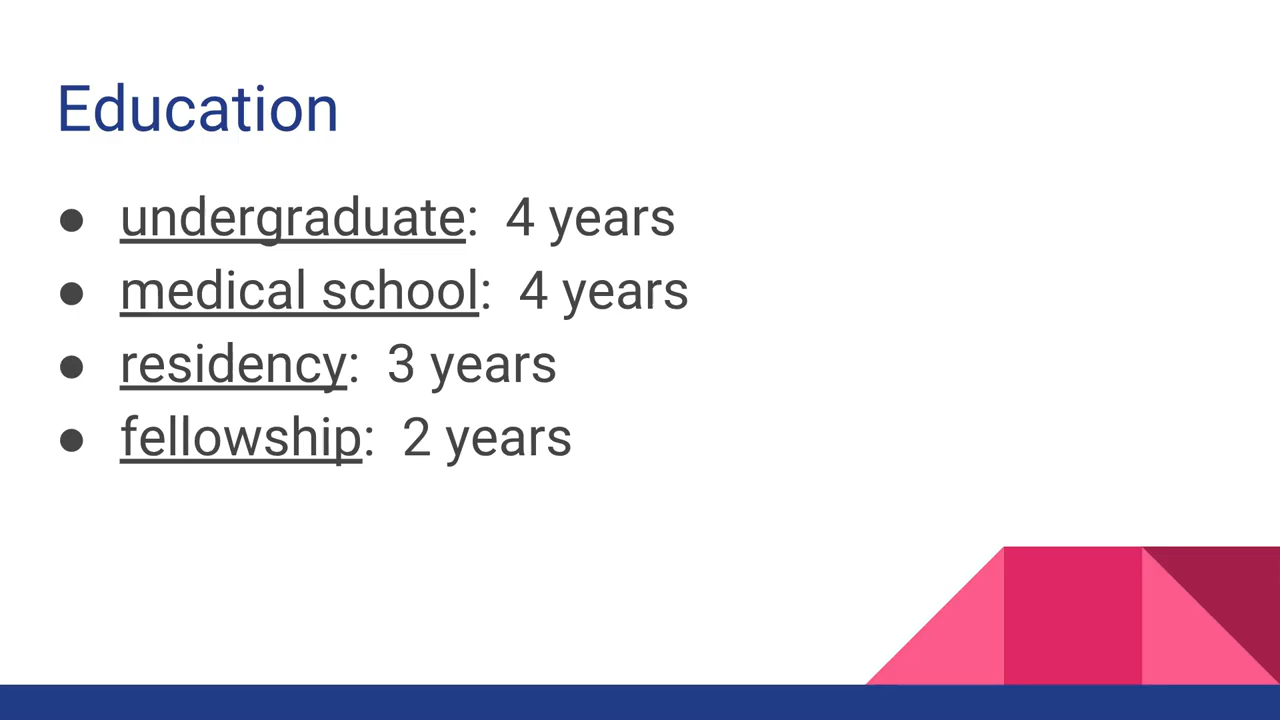 Education
● undergraduate:  4 years
● medical school:  4 years
● residency:  3 years
● fellowship:  2 years